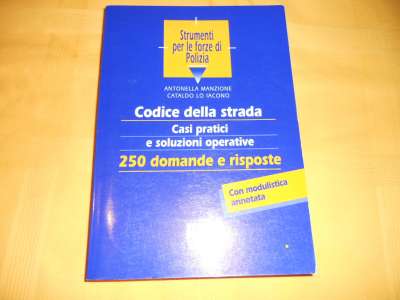 Strumenti
per le forze di
Polizia
ANTONELLA MANZIONE
CATALDO LO IACONO
Codice della strada
Casi pratici
e soluzioni operative
250 domande e risposte
Con modulistica
annotata